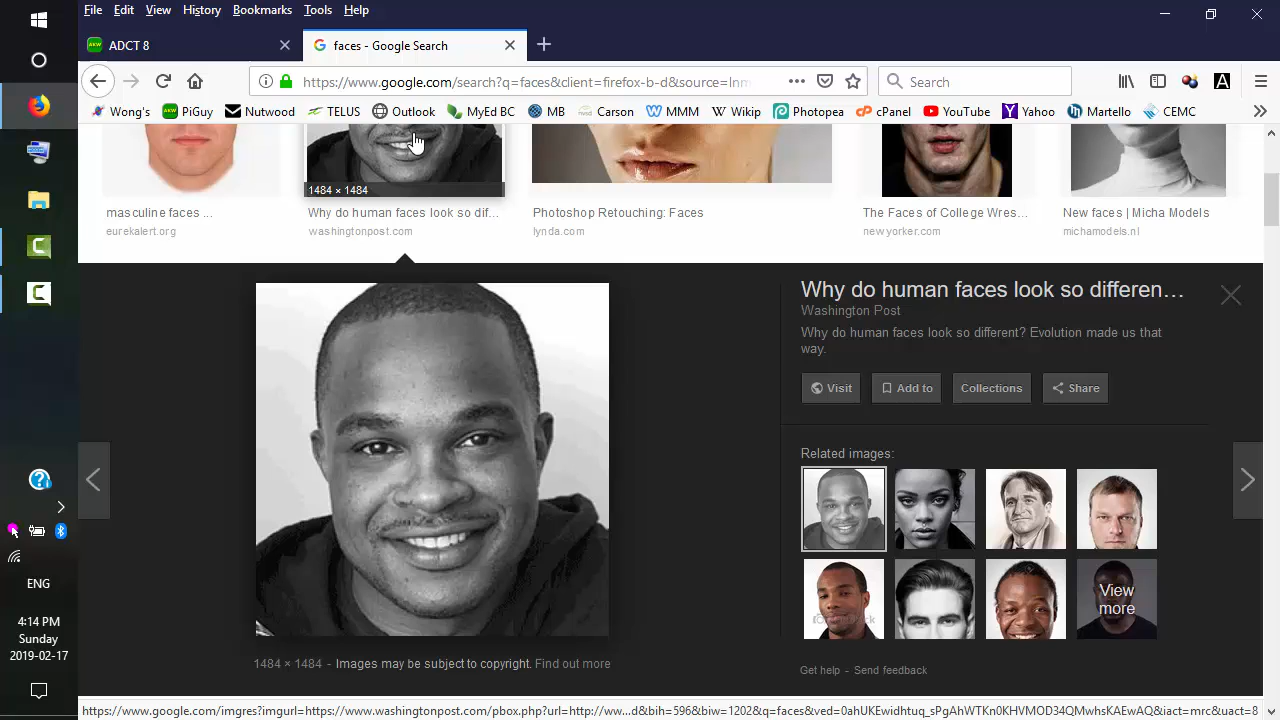 File Edit View History Bookmarks Tools Help
ADCT 8
faces - Google Search
https://www.google.com/search?q=faces&client=firefox-b-d&source=lnm
Search
Wong's PiGuy Nutwood TELUS Outlook MyEd BC MB Carson MMM Wikip Photopea cPanel YouTube Yahoo Martello CEMC
1484 × 1484
masculine faces ...
eurekalert.org
Why do human faces look so dif...
washingtonpost.com
Photoshop Retouching: Faces
lynda.com
The Faces of College Wres...
newyorker.com
New faces | Micha Models
michamodels.nl
Why do human faces look so differen...
Washington Post
Why do human faces look so different? Evolution made us that
way.
Visit Add to Collections Share
Related images:
View
more
1484 × 1484 - Images may be subject to copyright. Find out more
Get help - Send feedback
ENG
4:14 PM
Sunday
2019-02-17
https://www.google.com/imgres?imgurl=https://www.washingtonpost.com/pbox.php?url=http://ww...d&bih=596&biw=1202&q=faces&ved=0ahUKEwidhtuq_sPgAhWTKn0KHVMOD34QMwhsKAEwAQ&iact=mrc&uact=8